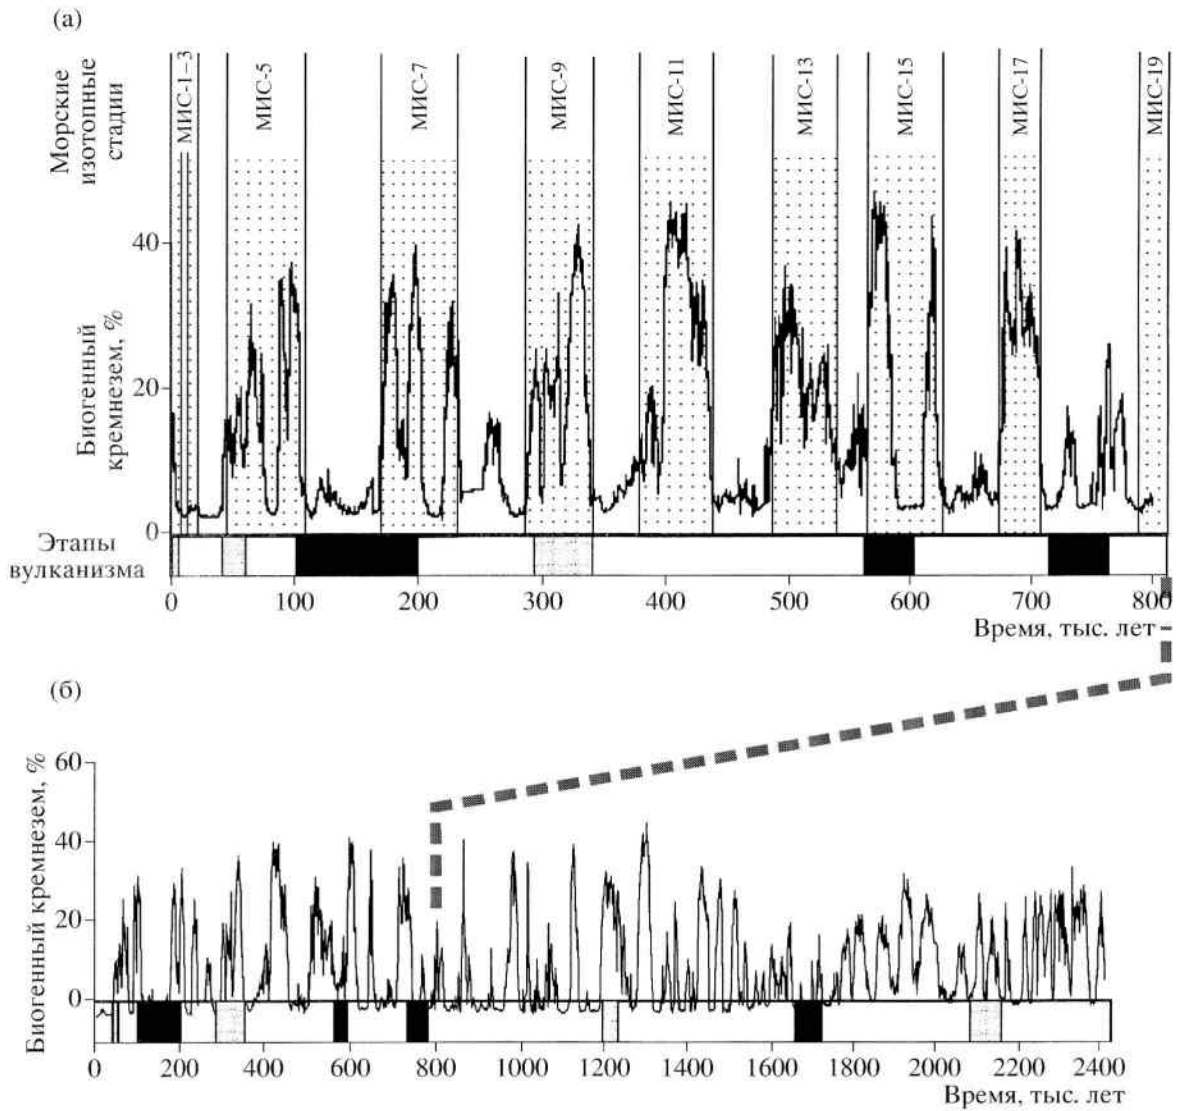 (а)
Морские
изотопные
стадии
МИС-1–3
МИС-5
МИС-7
МИС-9
МИС-11
МИС-13
МИС-15
МИС-17
МИС-19
Биогенный
кремнезем, %
40
20
0
Этапы
вулканизма
0 100 200 300 400 500 600 700 800
Время, тыс. лет
(б)
Биогенный кремнезем, %
60
40
20
0
0 200 400 600 800 1000 1200 1400 1600 1800 2000 2200 2400
Время, тыс. лет